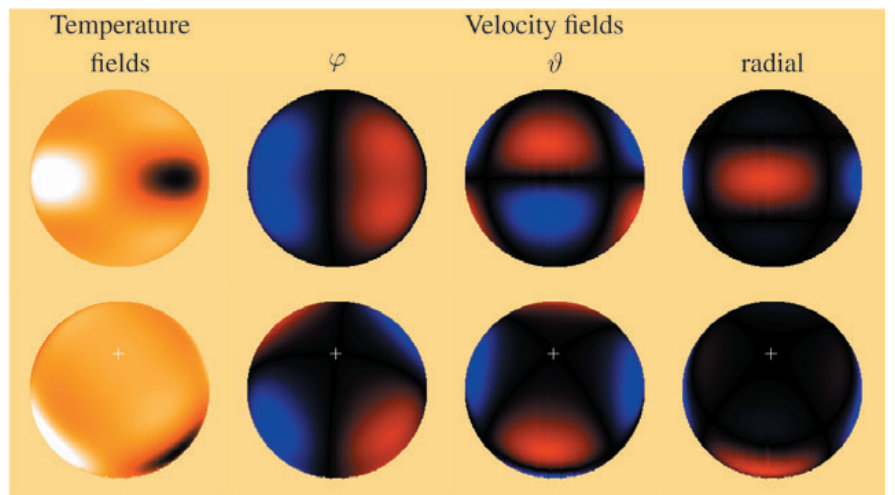 Temperature
fields
Velocity fields
φ
ϑ
radial